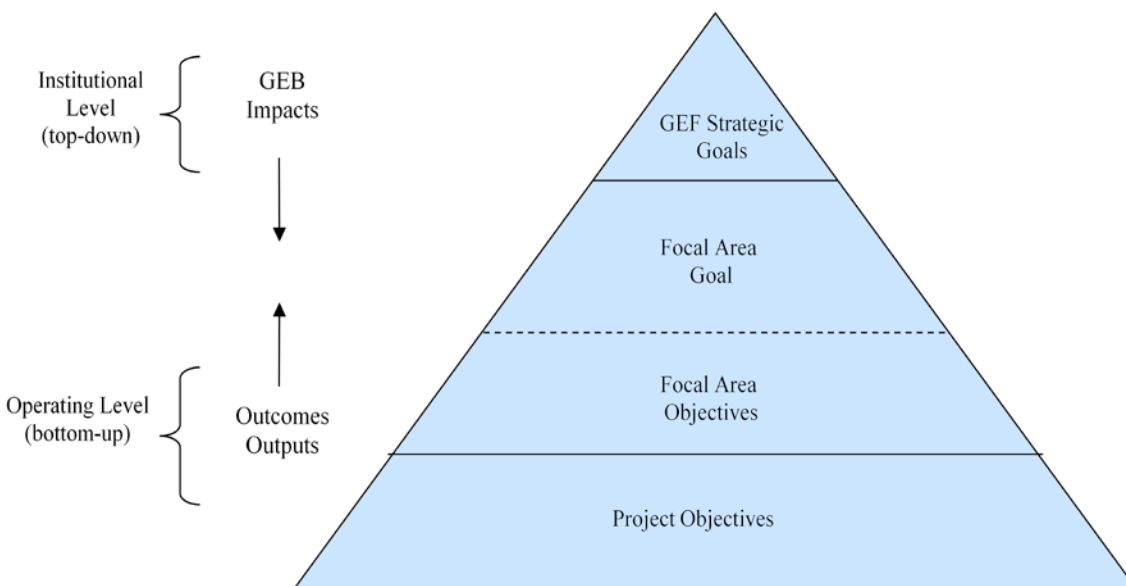 Institutional
Level
(top-down)
GEB
Impacts
GEF Strategic
Goals
Focal Area
Goal
Focal Area
Objectives
Operating Level
(bottom-up)
Outcomes
Outputs
Project Objectives